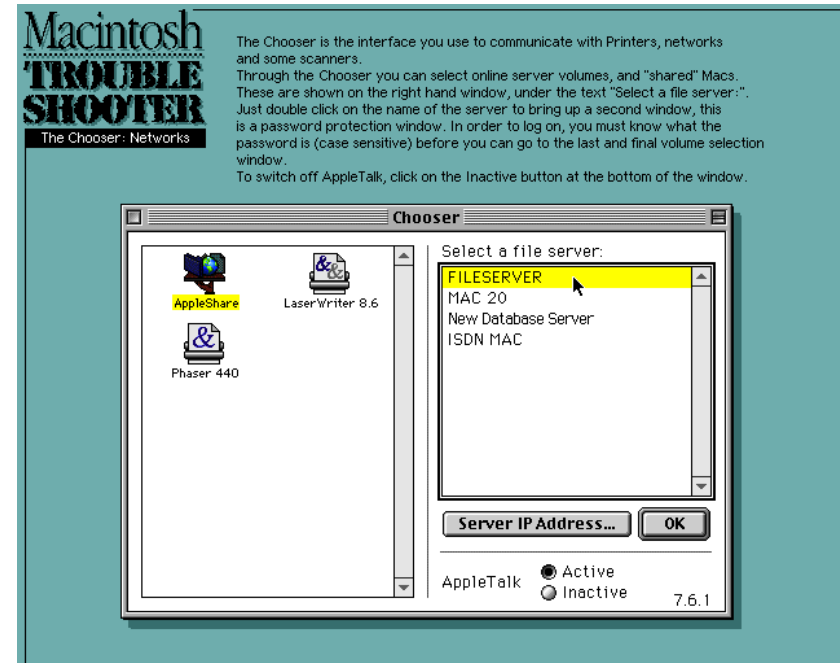 Macintosh
TROUBLE
SHOOTER
The Chooser: Networks
The Chooser is the interface you use to communicate with Printers, networks
and some scanners.
Through the Chooser you can select online server volumes, and "shared" Macs.
These are shown on the right hand window, under the text "Select a file server:".
Just double click on the name of the server to bring up a second window, this
is a password protection window. In order to log on, you must know what the
password is (case sensitive) before you can go to the last and final volume selection
window.
To switch off AppleTalk, click on the Inactive button at the bottom of the window.
Chooser
AppleShare
LaserWriter 8.6
Phaser 440
Select a file server:
FILESERVER
MAC 20
New Database Server
ISDN MAC
Server IP Address...
OK
AppleTalk
Active
Inactive
7.6.1